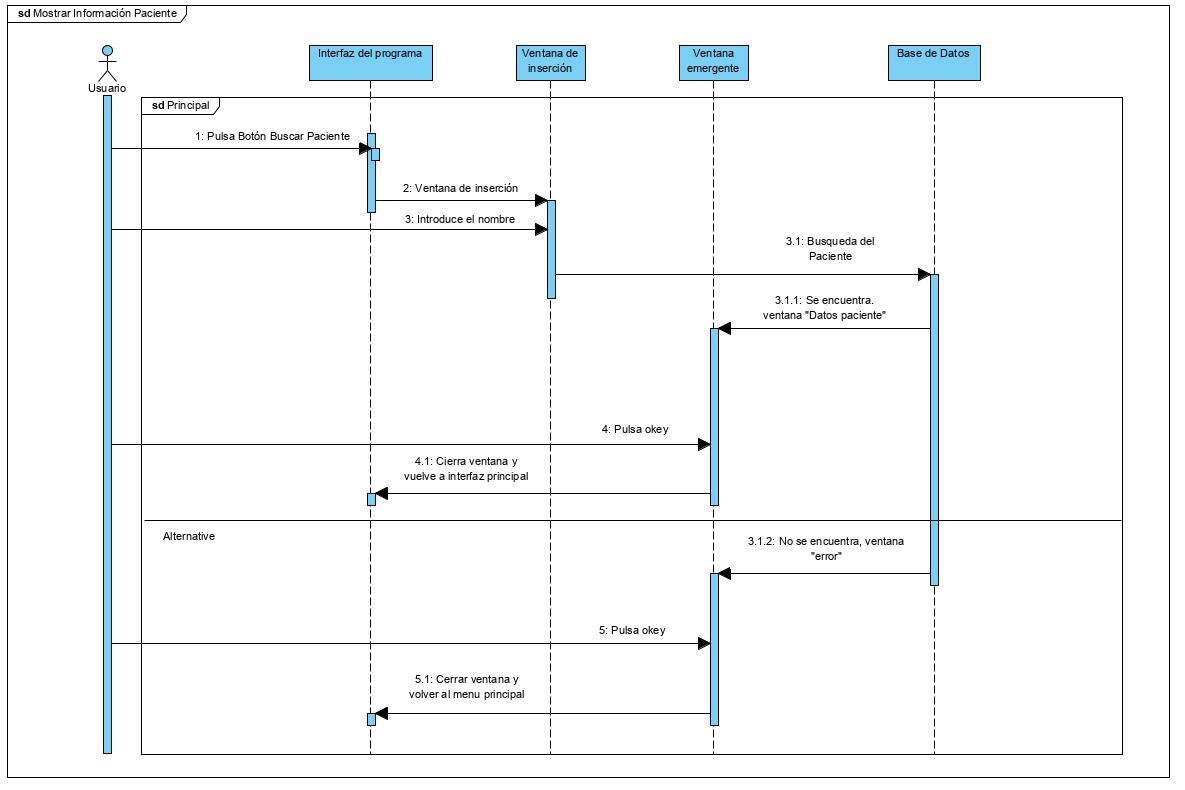 sd Mostrar Información Paciente
Usuario
Interfaz del programa
Ventana de
inserción
Ventana
emergente
Base de Datos
sd Principal
1: Pulsa Botón Buscar Paciente
2: Ventana de inserción
3: Introduce el nombre
3.1: Busqueda del
Paciente
3.1.1: Se encuentra.
ventana "Datos paciente"
4: Pulsa okey
4.1: Cierra ventana y
vuelve a interfaz principal
Alternative
3.1.2: No se encuentra, ventana
"error"
5: Pulsa okey
5.1: Cerrar ventana y
volver al menu principal